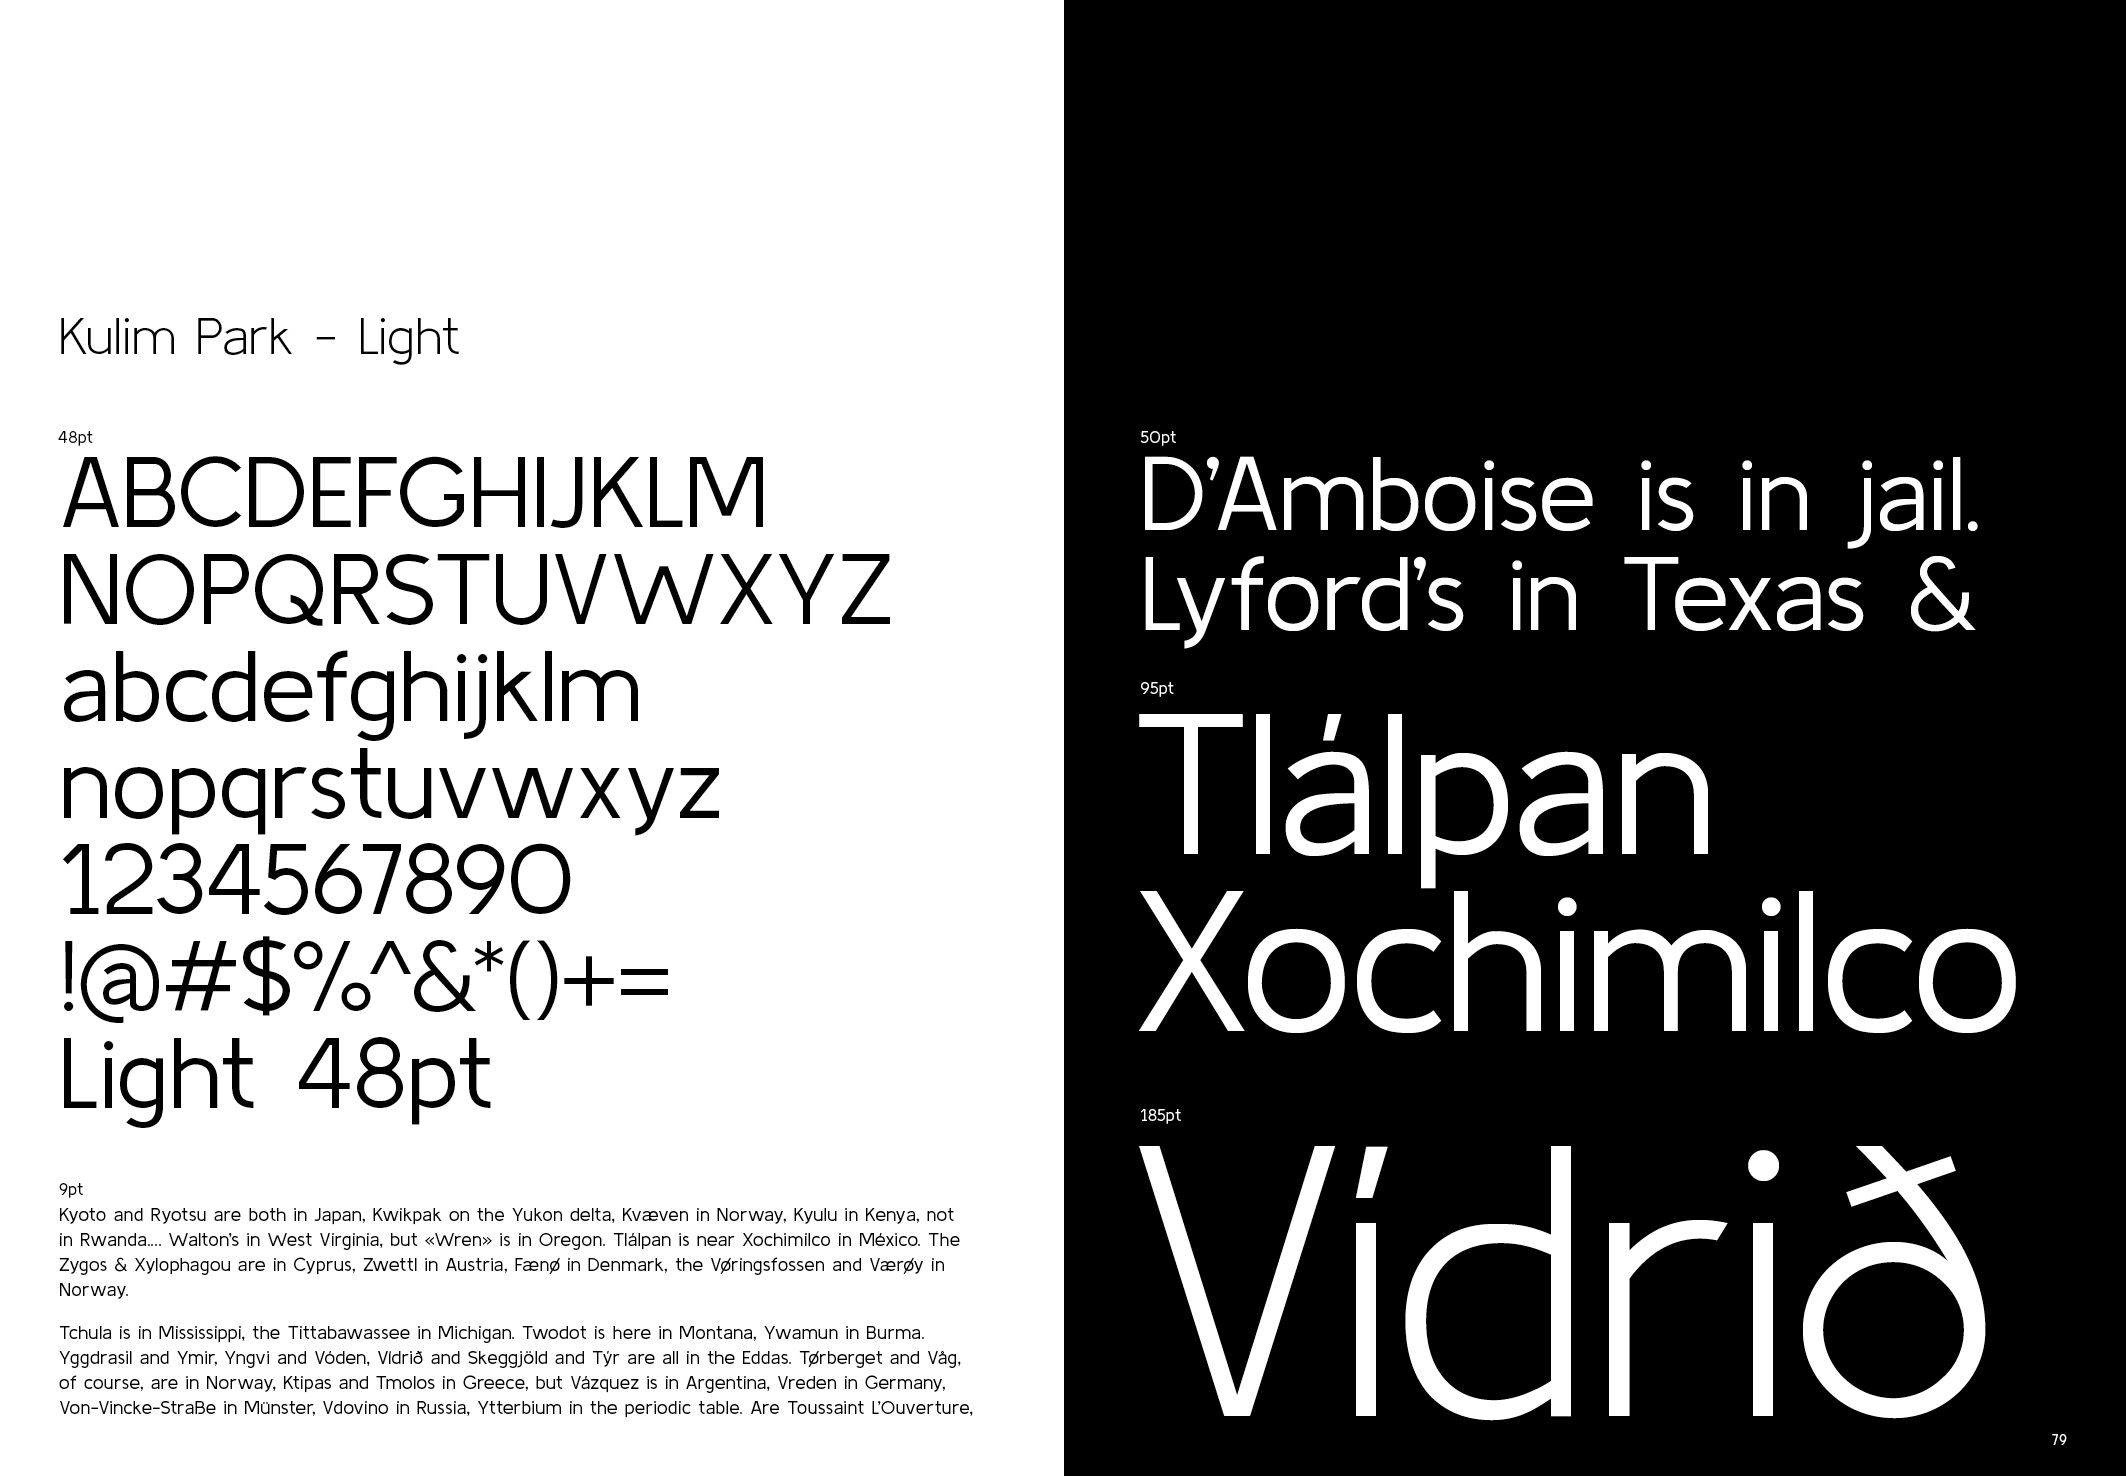 Kulim Park - Light
48pt
ABCDEFGHIJKLM
NOPQRSTUVWXYZ
abcdefghijklm
nopqrstuvwxyz
1234567890
!@#$%^&*()+=
Light 48pt
9pt
Kyoto and Ryotsu are both in Japan, Kwikpak on the Yukon delta, Kvæven in Norway, Kyulu in Kenya, not
in Rwanda.… Walton’s in West Virginia, but «Wren» is in Oregon. Tlálpan is near Xochimilco in México. The
Zygos & Xylophagou are in Cyprus, Zwettl in Austria, Fænø in Denmark, the Vøringsfossen and Værøy in
Norway.
Tchula is in Mississippi, the Tittabawassee in Michigan. Twodot is here in Montana, Ywamun in Burma.
Yggdrasil and Ymir, Yngvi and Vóden, Vídrið and Skeggjöld and Týr are all in the Eddas. Tørberget and Våg,
of course, are in Norway, Ktipas and Tmolos in Greece, but Vázquez is in Argentina, Vreden in Germany,
Von-Vincke-Straße in Münster, Vdovino in Russia, Ytterbium in the periodic table. Are Toussaint L’Ouverture,
50pt
D’Amboise is in jail.
Lyford’s in Texas &
95pt
Tlálpan
Xochimilco
185pt
Vídrið
79